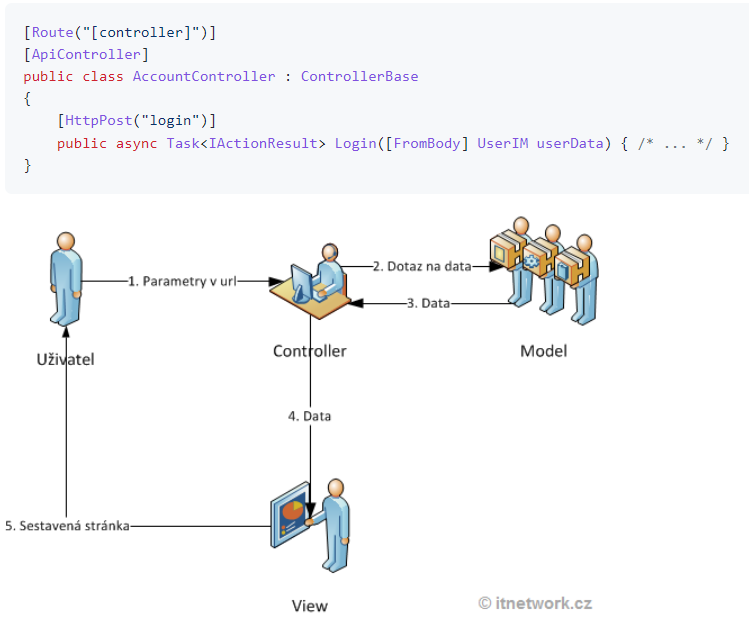 [Route("[controller]")]
[ApiController]
public class AccountController : ControllerBase
{
    [HttpPost("login")]
    public async Task<IActionResult> Login([FromBody] UserIM userData) { /* ... */ }
}
1. Parametry v url
2. Dotaz na data
3. Data
Uživatel
Controller
Model
4. Data
5. Sestavená stránka
View
© itnetwork.cz